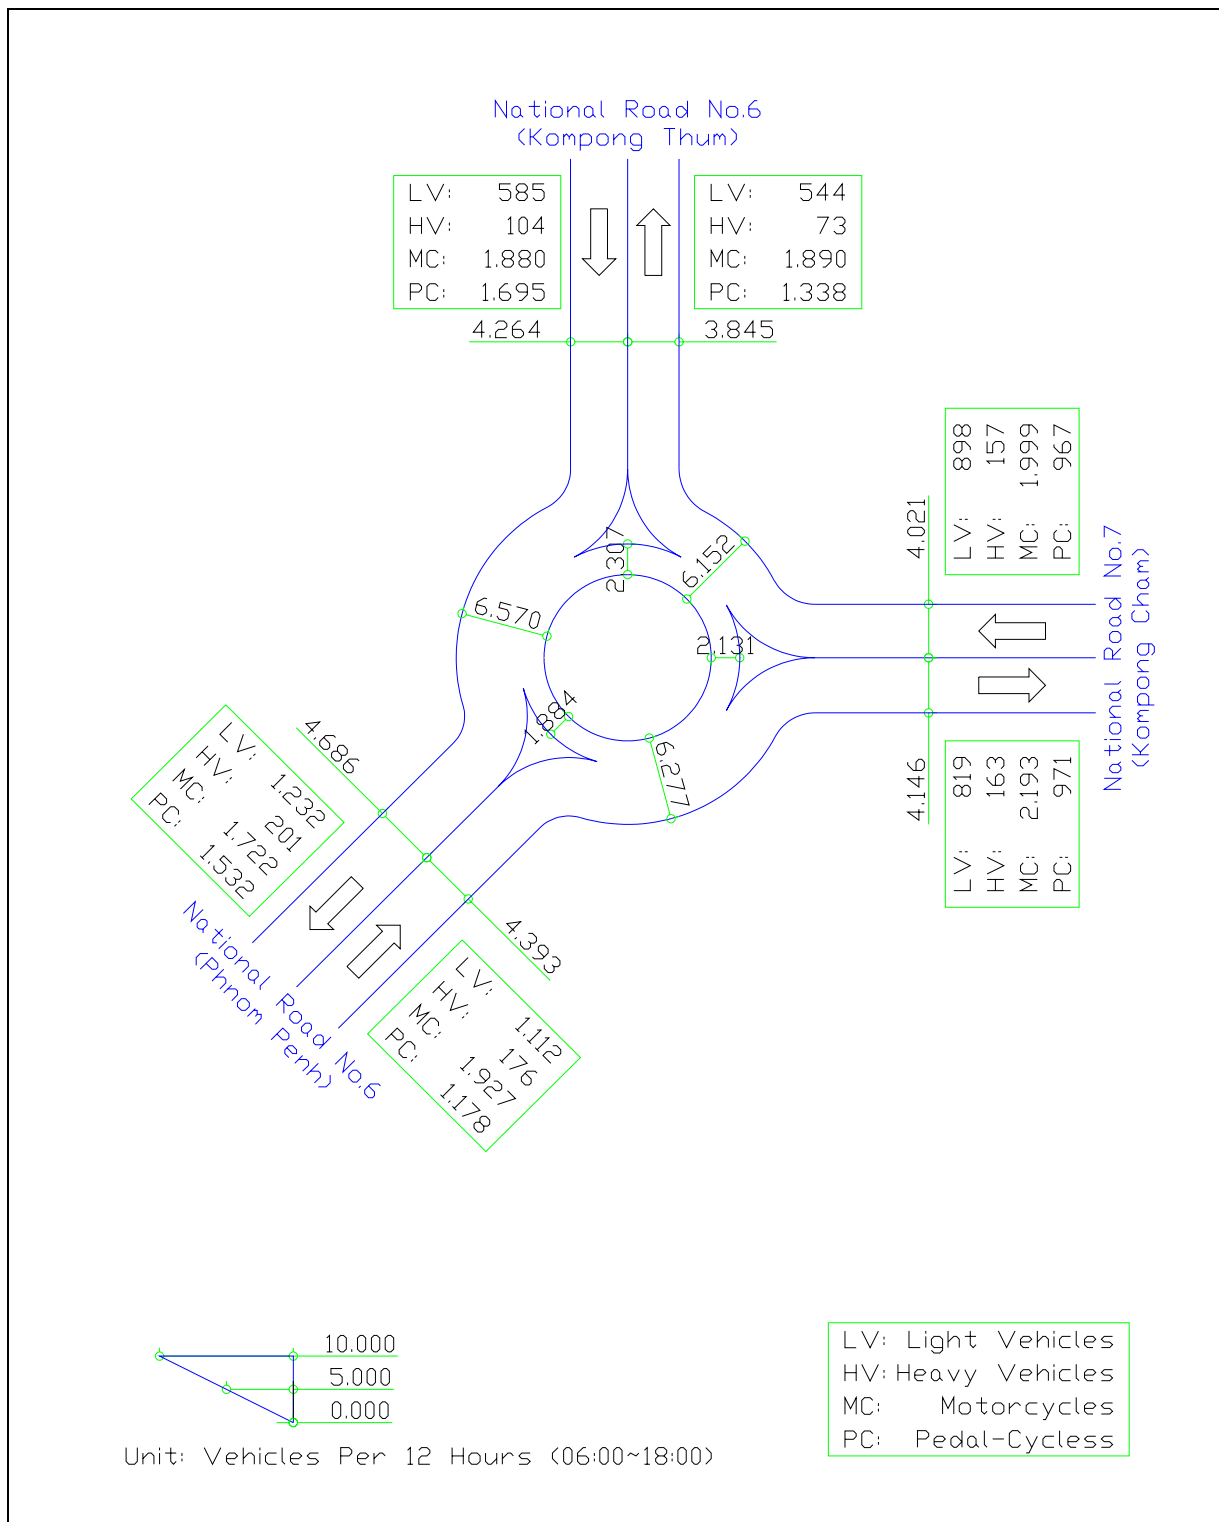 National Road No.6
(Kompong Thum)
LV: 585
HV: 104
MC: 1.880
PC: 1.695
LV: 544
HV: 73
MC: 1.890
PC: 1.338
4.264
3.845
LV: 898
HV: 157
MC: 1.999
PC: 967
4.021
National Road No.7
(Kompong Cham)
2.307
6.152
6.570
2.131
1.884
6.277
4.146
LV: 819
HV: 163
MC: 2.193
PC: 971
4.686
LV: 1.232
HV: 201
MC: 1.722
PC: 1.532
National Road No.6
(Phnom Penh)
4.393
LV: 1.112
HV: 176
MC: 1.927
PC: 1.178
10.000
5.000
0.000
Unit: Vehicles Per 12 Hours (06:00~18:00)
LV: Light Vehicles
HV: Heavy Vehicles
MC: Motorcycles
PC: Pedal-Cycless